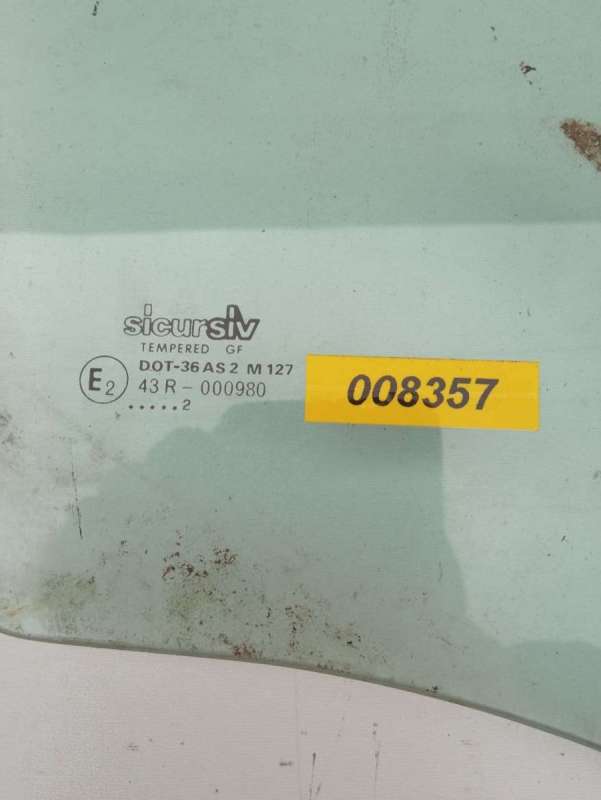 sicursiv
TEMPERED GF
DOT-36 AS 2 M 127
E2
43 R - 000980
.....2
008357